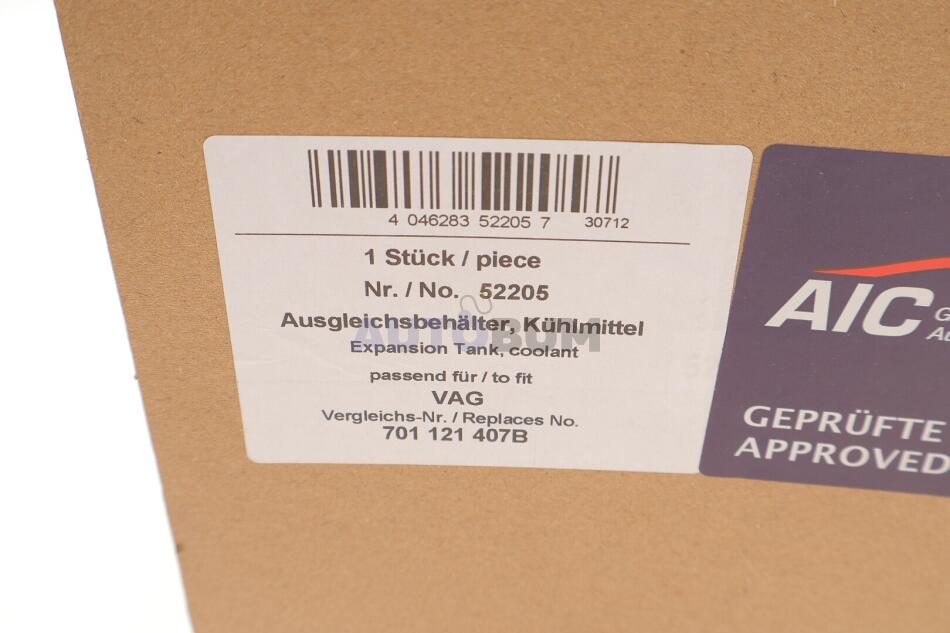 4 046283 52205 7 30712
1 Stück / piece
Nr. / No. 52205
Ausgleichsbehälter, Kühlmittel
AUTOBUM
Expansion Tank, coolant
passend für / to fit
VAG
Vergleichs-Nr. / Replaces No.
701 121 407B
AIC
GEPRÜFTE
APPROVED